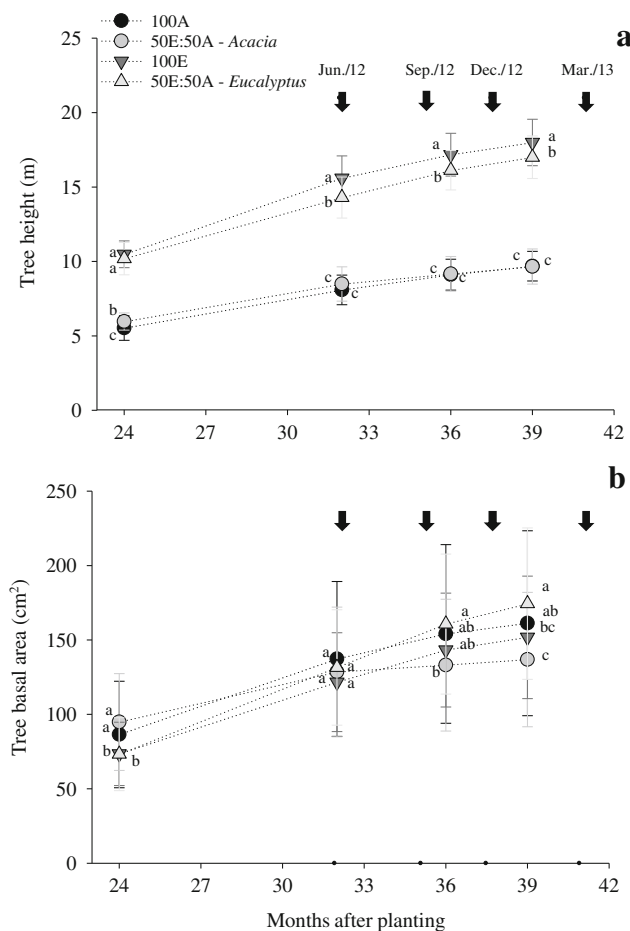 100A
50E:50A - Acacia
100E
50E:50A - Eucalyptus
a
25
20
15
10
5
0
Tree height (m)
Jun./12 Sep./12 Dec./12 Mar./13
a a b c
a b c c
a b c c
a b c c
24 27 30 33 36 39 42
b
250
200
150
100
50
0
Tree basal area (cm²)
a a b b
a a a a
a ab ab b
a ab bc c
24 27 30 33 36 39 42
Months after planting